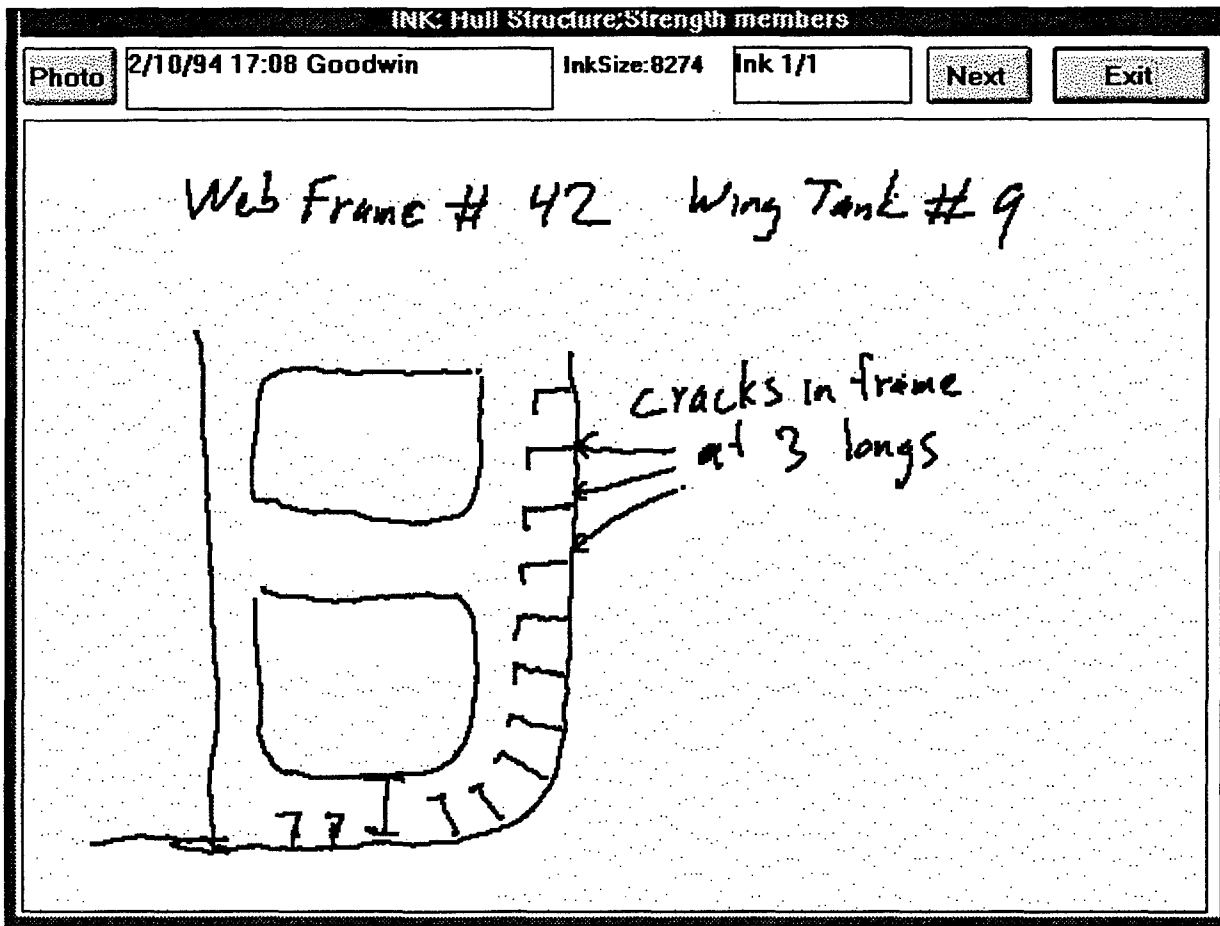 INK: Hull Structure;Strength members
Photo 2/10/94 17:08 Goodwin InkSize:8274 Ink 1/1 Next Exit
Web Frame # 42 Wing Tank # 9
cracks in frame
at 3 longs